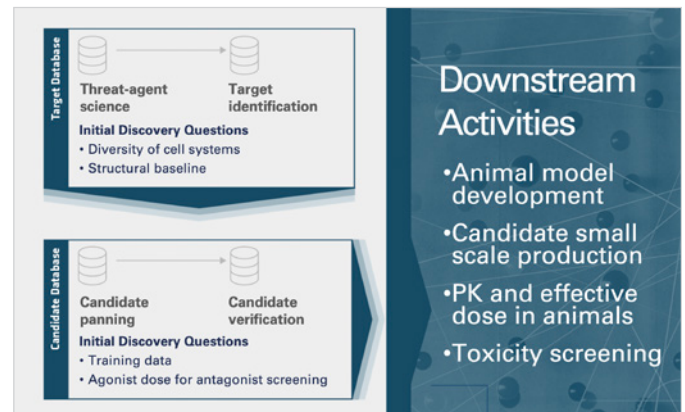 Target Database
Threat-agent
science
Target
identification
Initial Discovery Questions
• Diversity of cell systems
• Structural baseline
Candidate Database
Candidate
panning
Candidate
verification
Initial Discovery Questions
• Training data
• Agonist dose for antagonist screening
Downstream
Activities
•Animal model
development
•Candidate small
scale production
•PK and effective
dose in animals
•Toxicity screening